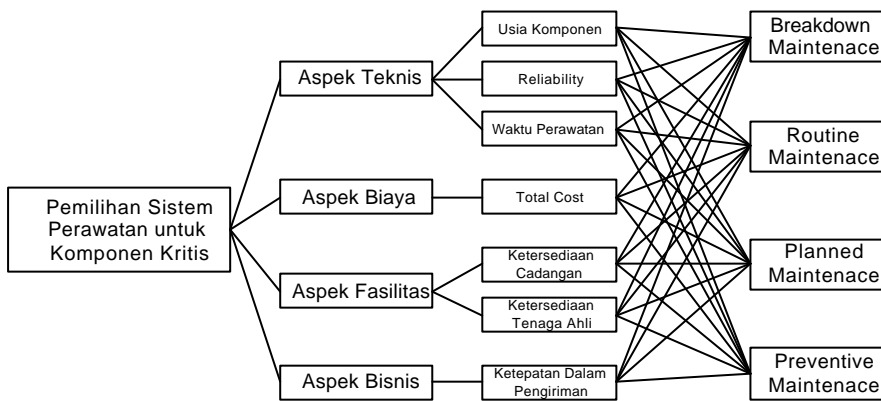 Pemilihan Sistem
Perawatan untuk
Komponen Kritis
Aspek Teknis
Aspek Biaya
Aspek Fasilitas
Aspek Bisnis
Usia Komponen
Reliability
Waktu Perawatan
Total Cost
Ketersediaan
Cadangan
Ketersediaan
Tenaga Ahli
Ketepatan Dalam
Pengiriman
Breakdown
Maintenace
Routine
Maintenace
Planned
Maintenace
Preventive
Maintenace